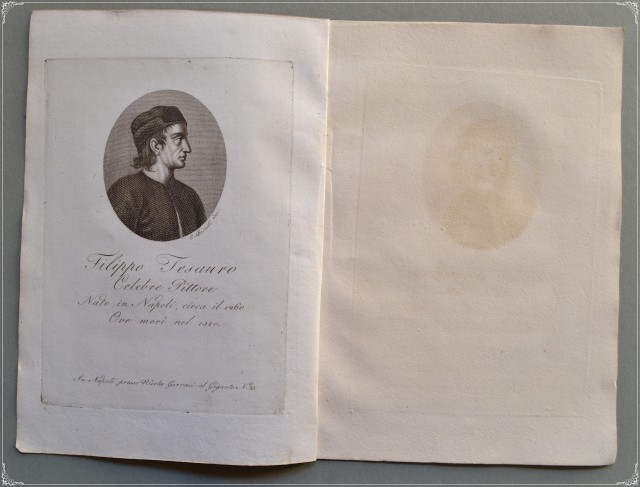 Filippo Tesauro
Celebre Pittore
Nato in Napoli, circa il 1260
Ove morì nel 1320
In Napoli presso Nicola Gervasi al Gigante N. 23